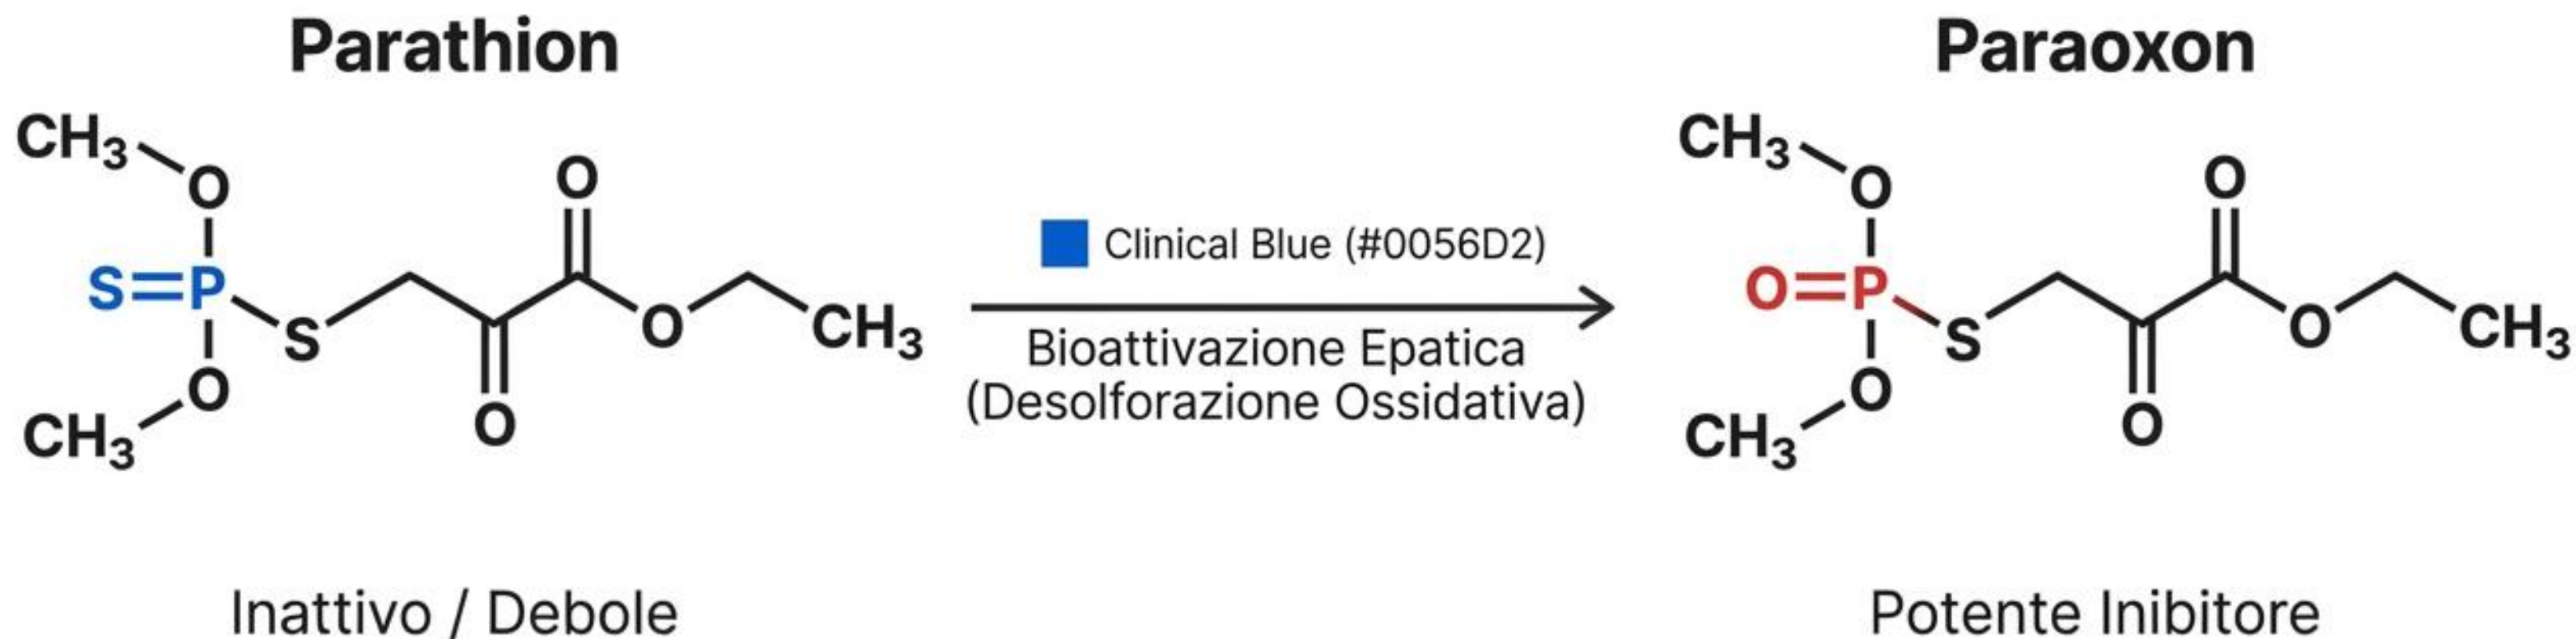 Parathion
CH₃
O
O
S=P
S
O
CH₃
O
O
CH₃
Clinical Blue (#0056D2)
Bioattivazione Epatica
(Desolforazione Ossidativa)
Paraoxon
CH₃
O
O
O=P
S
O
CH₃
O
O
CH₃
Inattivo / Debole
Potente Inibitore